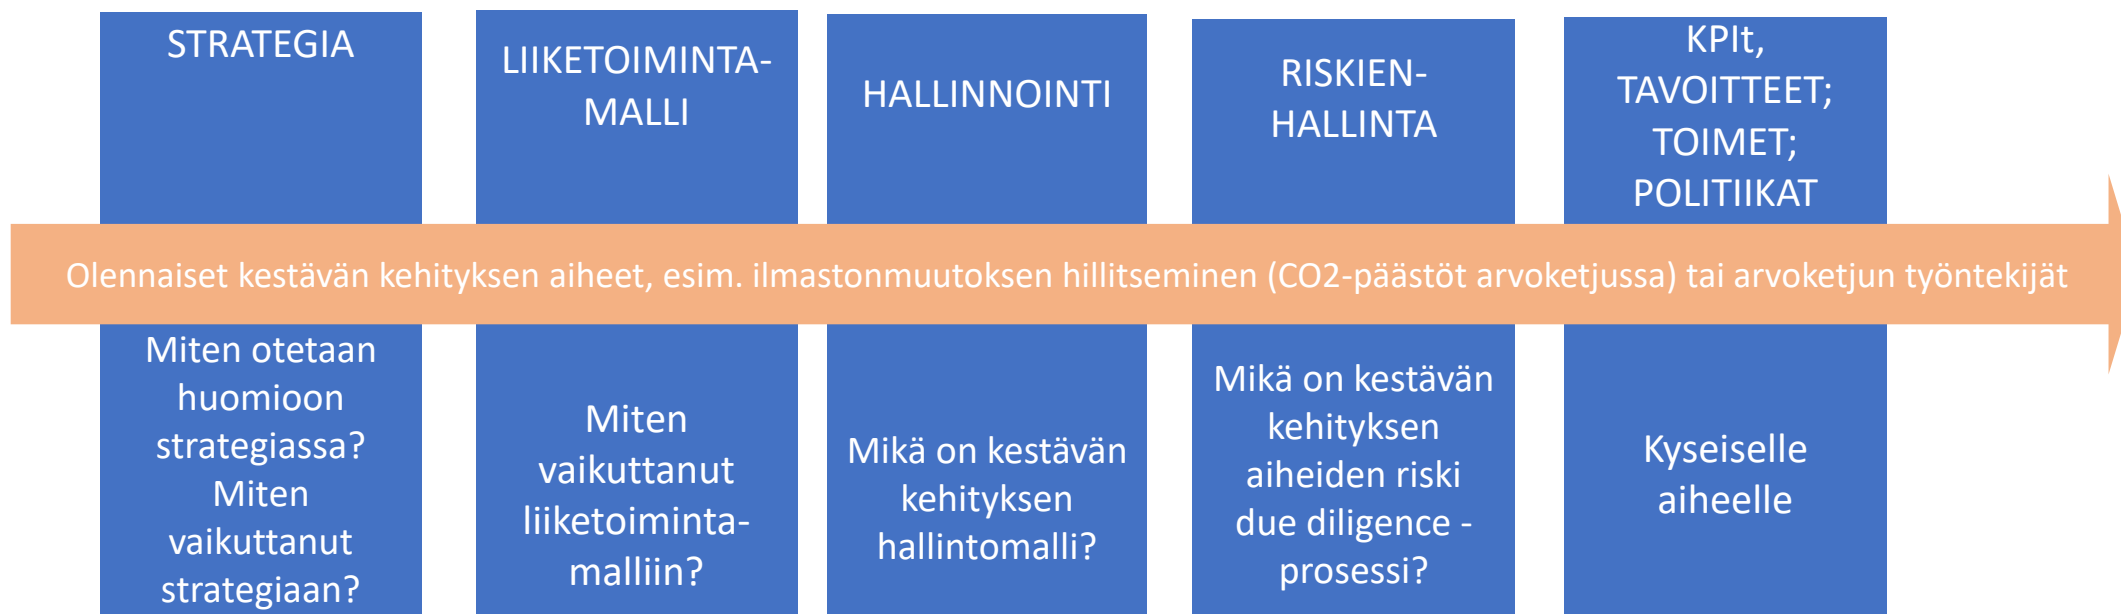 STRATEGIA
LIIKETOIMINTA-
MALLI
HALLINNOINTI
RISKIEN-
HALLINTA
KPIt,
TAVOITTEET;
TOIMET;
POLITIIKAT
Olennaiset kestävän kehityksen aiheet, esim. ilmastonmuutoksen hillitseminen (CO2-päästöt arvoketjussa) tai arvoketjun työntekijät
Miten otetaan
huomioon
strategiassa?
Miten
vaikuttanut
strategiaan?
Miten
vaikuttanut
liiketoiminta-
malliin?
Mikä on kestävän
kehityksen
hallintomalli?
Mikä on kestävän
kehityksen
aiheiden riski
due diligence -
prosessi?
Kyseiselle
aiheelle